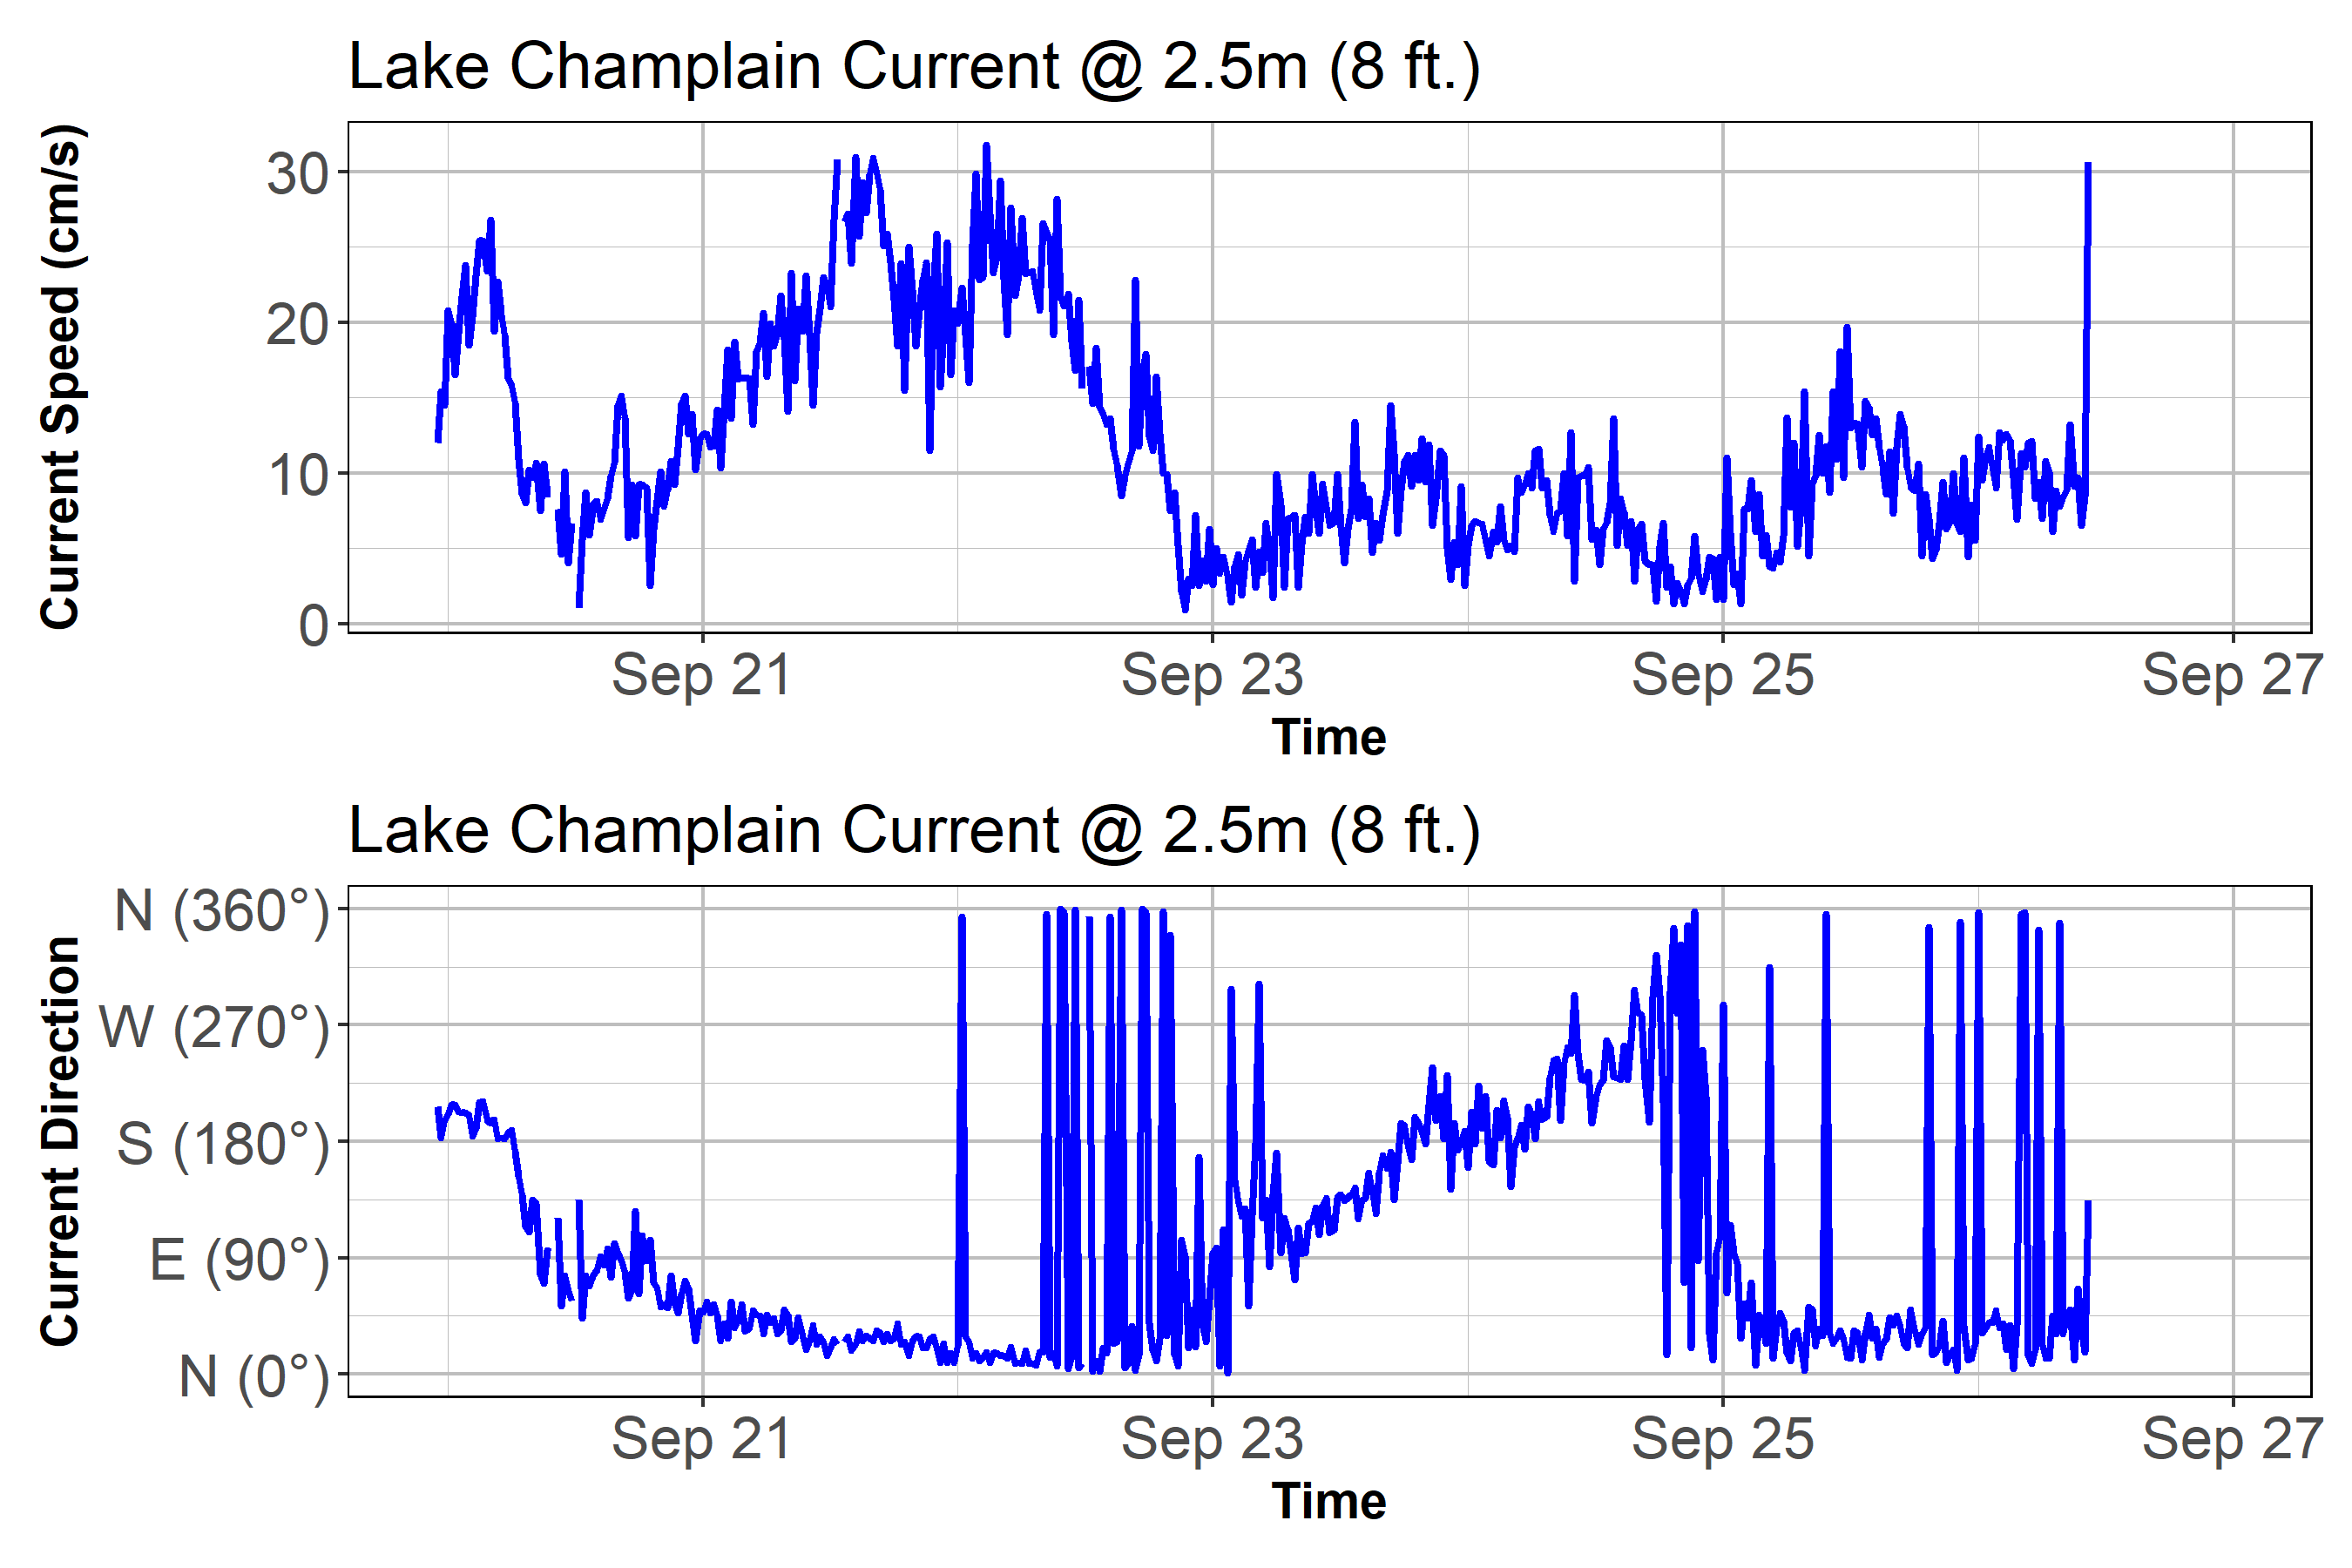 Lake Champlain Current @ 2.5m (8 ft.)
Current Speed (cm/s)
30
20
10
0
Sep 21
Sep 23
Sep 25
Sep 27
Time
Lake Champlain Current @ 2.5m (8 ft.)
Current Direction
N (360°)
W (270°)
S (180°)
E (90°)
N (0°)
Sep 21
Sep 23
Sep 25
Sep 27
Time